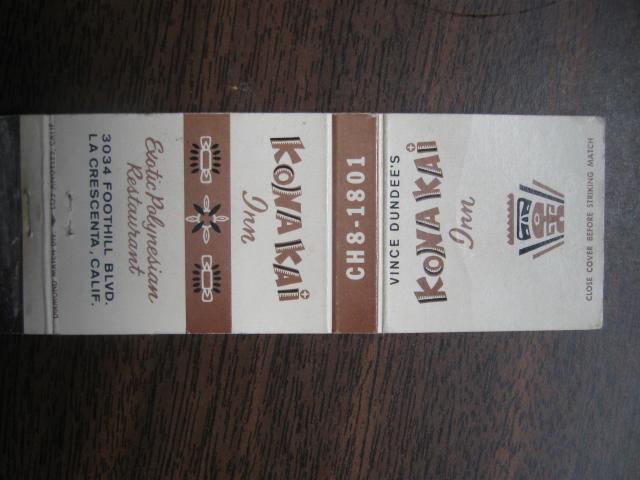 VINCE DUNDEE'S
KONA KAI
Inn
CLOSE COVER BEFORE STRIKING MATCH
CH8-1801
KONA KAI
Inn
Exotic Polynesian
Restaurant
3034 FOOTHILL BLVD.
LA CRESCENTA, CALIF.